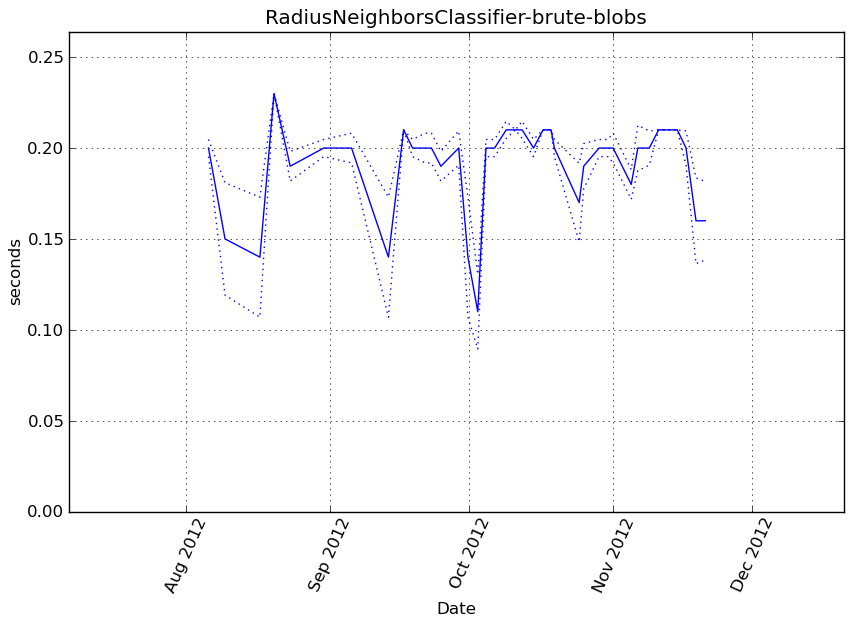 RadiusNeighborsClassifier-brute-blobs
0.25
0.20
0.15
0.10
0.05
0.00
seconds
Aug 2012
Sep 2012
Oct 2012
Nov 2012
Dec 2012
Date